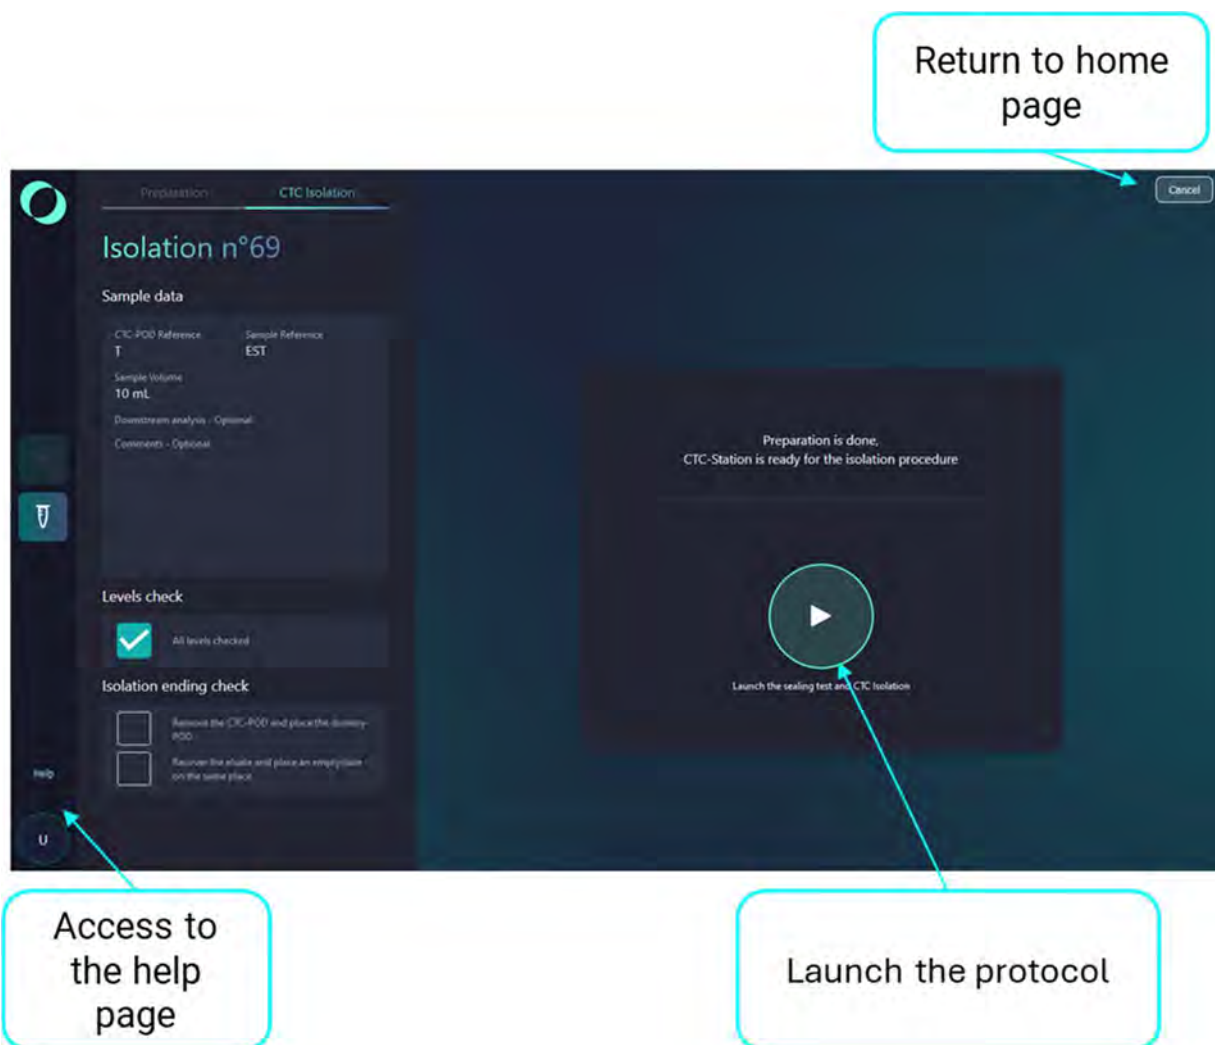 Return to home
page
Cancel
Preparation
CTC Isolation
Isolation n°69
Sample data
CTC-POD Reference
Sample Reference
T
EST
Sample Volume
10 mL
Downstream analysis - Optional
Comments - Optional
Preparation is done,
CTC-Station is ready for the isolation procedure
Launch the sealing test and CTC Isolation
Levels check
All levels checked
Isolation ending check
Remove the CTC-POD and place the dummy-
POD
Recover the eluate and place an empty tube
on the same place
Help
U
Access to
the help
page
Launch the protocol